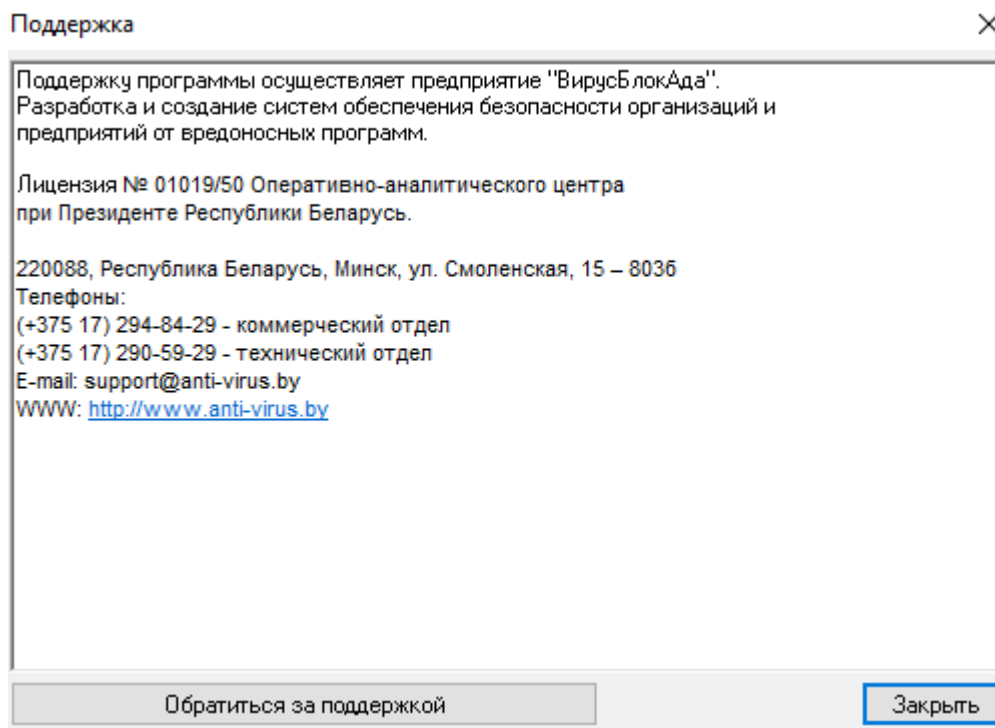 Поддержка
Поддержку программы осуществляет предприятие "ВирусБлокАда".
Разработка и создание систем обеспечения безопасности организаций и
предприятий от вредоносных программ.
Лицензия № 01019/50 Оперативно-аналитического центра
при Президенте Республики Беларусь.
220088, Республика Беларусь, Минск, ул. Смоленская, 15 – 803б
Телефоны:
(+375 17) 294-84-29 - коммерческий отдел
(+375 17) 290-59-29 - технический отдел
E-mail: support@anti-virus.by
WWW: http://www.anti-virus.by
Обратиться за поддержкой
Закрыть